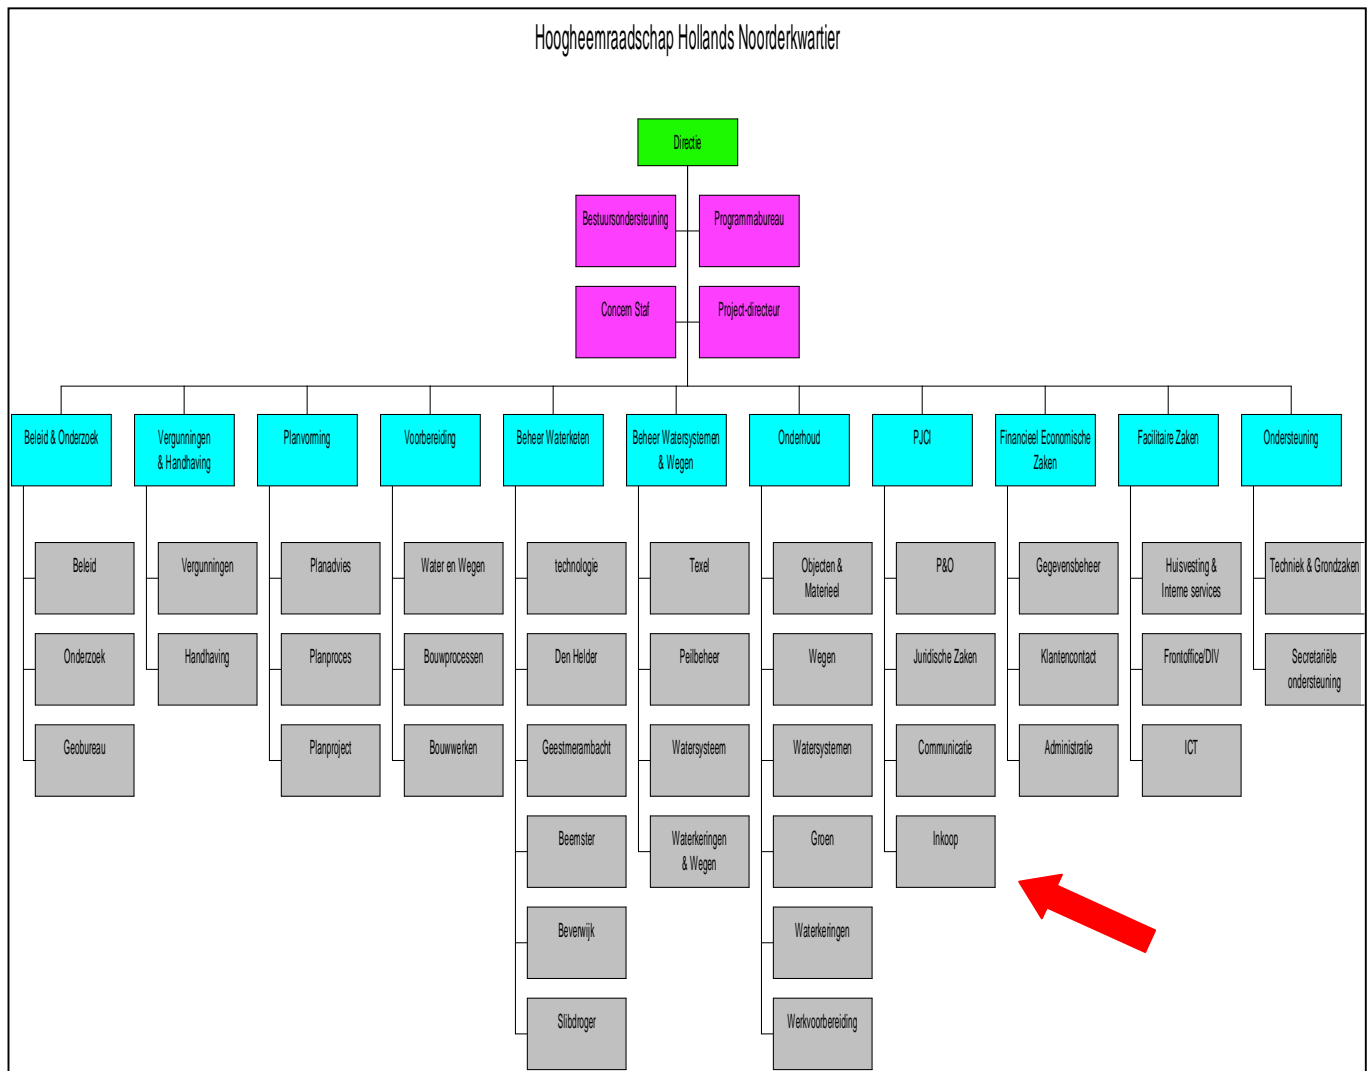 Hoogheemraadschap Hollands Noorderkwartier
Directie
Bestuursondersteuning
Programmabureau
Concern Staf
Project-directeur
Beleid & Onderzoek
Vergunningen
& Handhaving
Planvorming
Voorbereiding
Beheer Waterketen
Beheer Watersystemen
& Wegen
Onderhoud
PJCI
Financieel Economische
Zaken
Facilitaire Zaken
Ondersteuning
Beleid
Onderzoek
Geobureau
Vergunningen
Handhaving
Planadvies
Planproces
Planproject
Water en Wegen
Bouwprocessen
Bouwwerken
technologie
Den Helder
Geestmerambacht
Beemster
Beverwijk
Slibdroger
Texel
Peilbeheer
Watersysteem
Waterkeringen
& Wegen
Objecten &
Materieel
Wegen
Watersystemen
Groen
Waterkeringen
Werkvoorbereiding
P&O
Juridische Zaken
Communicatie
Inkoop
Gegevensbeheer
Klantencontact
Administratie
Huisvesting &
Interne services
Frontoffice/DIV
ICT
Techniek & Grondzaken
Secretariële
ondersteuning